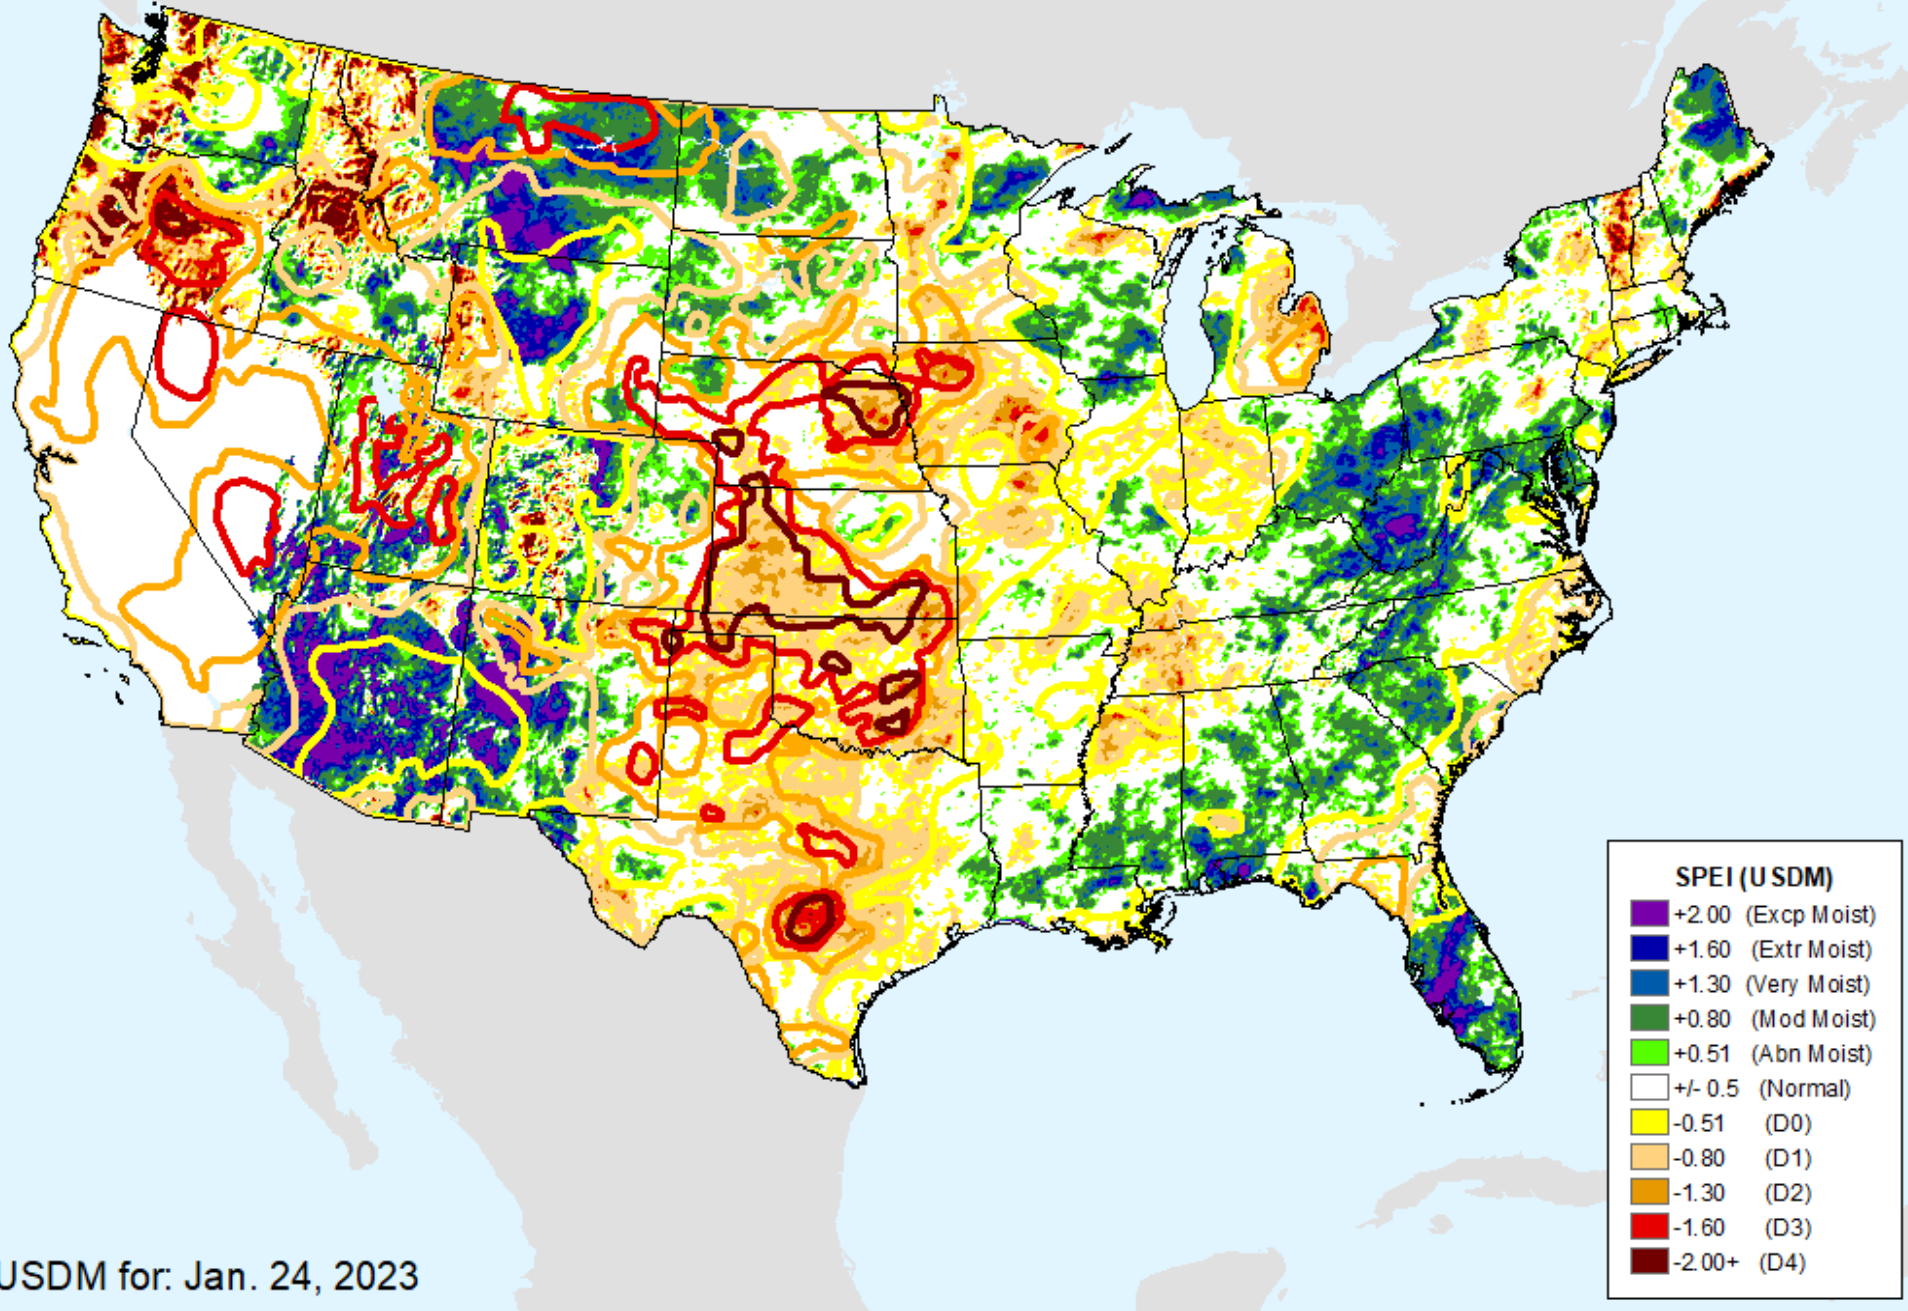 SPEI (USDM)
+2.00 (Excp Moist)
+1.60 (Extr Moist)
+1.30 (Very Moist)
+0.80 (Mod Moist)
+0.51 (Abn Moist)
+/- 0.5 (Normal)
-0.51 (D0)
-0.80 (D1)
-1.30 (D2)
-1.60 (D3)
-2.00+ (D4)
USDM for: Jan. 24, 2023